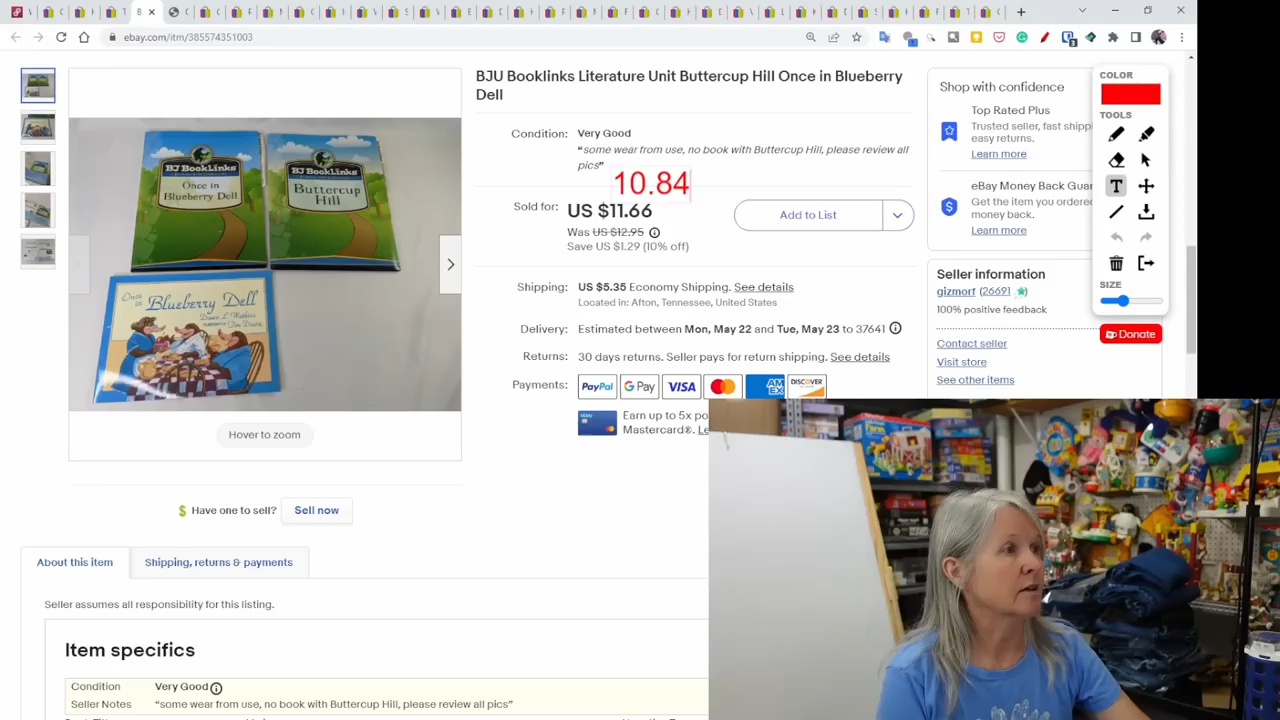 ebay.com/itm/385574351003
BJ BookLinks
Once in
Blueberry Dell
BJ BookLinks
Buttercup
Hill
Once in
Blueberry Dell
Hover to zoom
$ Have one to sell?
Sell now
BJU Booklinks Literature Unit Buttercup Hill Once in Blueberry
Dell
Condition: Very Good
“some wear from use, no book with Buttercup Hill, please review all
pics”
10.84
Sold for: US $11.66
Was US $12.95
Save US $1.29 (10% off)
Add to List
Shipping: US $5.35 Economy Shipping. See details
Located in: Afton, Tennessee, United States
Delivery: Estimated between Mon, May 22 and Tue, May 23 to 37641
Returns: 30 days returns. Seller pays for return shipping. See details
Payments:
PayPal
G Pay
VISA
AM
EX
DISCOVER
ebay
Earn up to 5x po
Mastercard®. Le
Shop with confidence
Top Rated Plus
Trusted seller, fast shipp
easy returns.
Learn more
eBay Money Back Guar
Get the item you ordere
money back.
Learn more
Seller information
gizmorf (26691)
100% positive feedback
Contact seller
Visit store
See other items
COLOR
TOOLS
T
SIZE
Donate
About this item
Shipping, returns & payments
Seller assumes all responsibility for this listing.
Item specifics
Condition Very Good
Seller Notes “some wear from use, no book with Buttercup Hill, please review all pics”